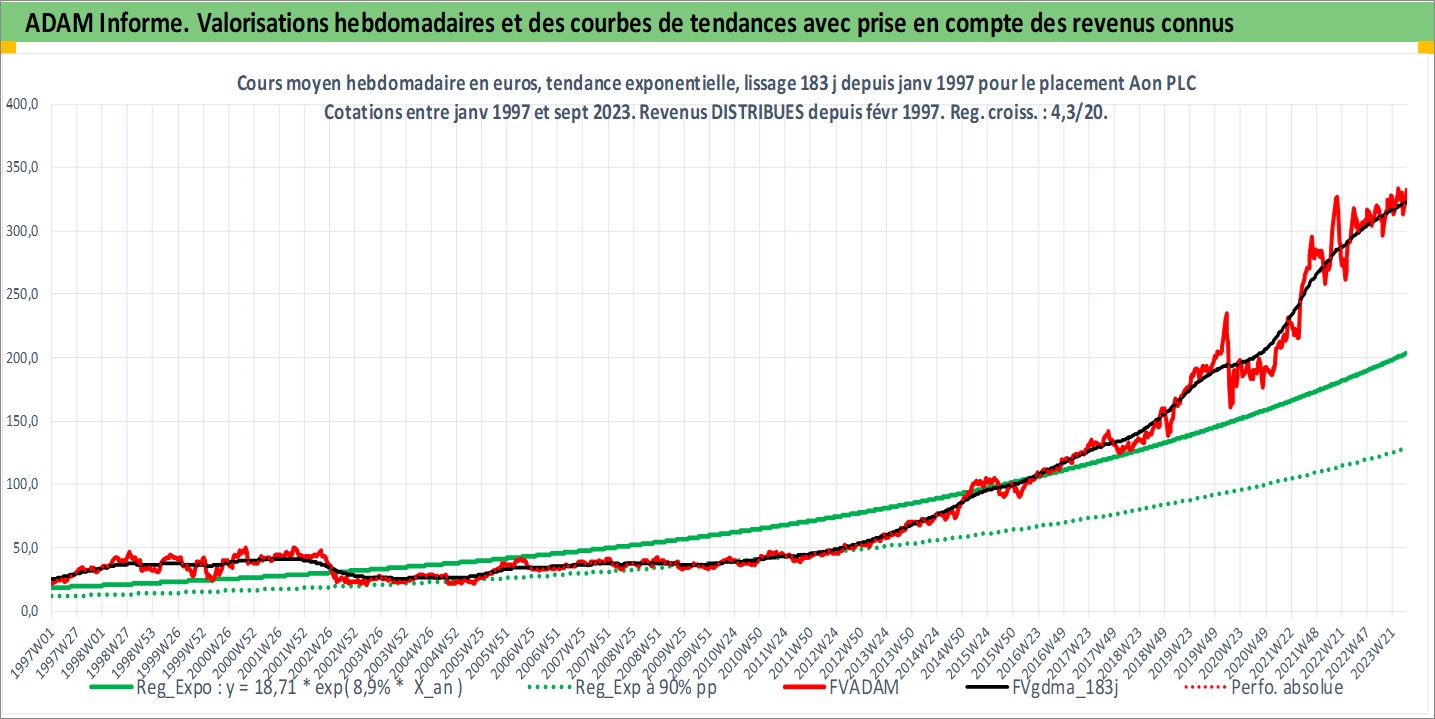 ADAM Informe. Valorisations hebdomadaires et des courbes de tendances avec prise en compte des revenus connus
Cours moyen hebdomadaire en euros, tendance exponentielle, lissage 183 j depuis janv 1997 pour le placement Aon PLC
Cotations entre janv 1997 et sept 2023. Revenus DISTRIBUES depuis févr 1997. Reg. croiss. : 4,3/20.
400,0
350,0
300,0
250,0
200,0
150,0
100,0
50,0
0,0
1997W01 1997W27 1998W01 1998W27 1998W53 1999W26 1999W52 2000W26 2000W52 2001W26 2001W52 2002W26 2002W52 2003W26 2003W52 2004W26 2004W52 2005W25 2005W51 2006W25 2006W51 2007W25 2007W51 2008W25 2008W51 2009W25 2009W51 2010W24 2010W50 2011W24 2011W50 2012W24 2012W50 2013W24 2013W50 2014W24 2014W50 2015W24 2015W50 2016W23 2016W49 2017W23 2017W49 2018W23 2018W49 2019W23 2019W49 2020W23 2020W49 2021W22 2021W48 2022W21 2022W47 2023W21
Reg_Expo : y = 18,71 * exp( 8,9% * X_an ) Reg_Exp à 90% pp FVADAM FVgdma_183j Perfo. absolue